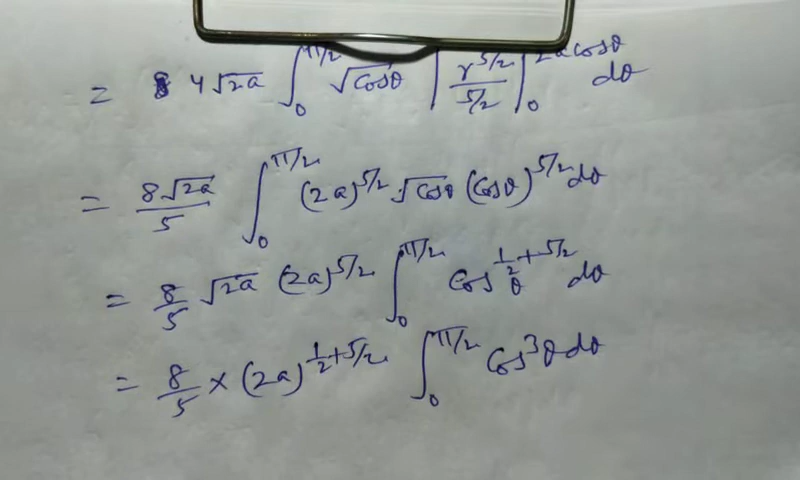 = 4√2a ∫₀^π/2 √cosθ |r^5/2 / 5/2|₀^2a cosθ dθ
= 8√2a/5 ∫₀^π/2 (2a)^5/2 √cosθ (cosθ)^5/2 dθ
= 8/5 √2a (2a)^5/2 ∫₀^π/2 cos^1/2+5/2 θ dθ
= 8/5 × (2a)^1/2+5/2 ∫₀^π/2 cos³θ dθ